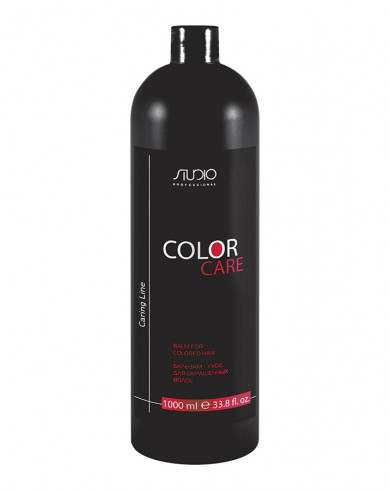 STUDIO
PROFESSIONAL
COLOR
CARE
Caring Line
BALM FOR
COLORED HAIR
БАЛЬЗАМ - УХОД
ДЛЯ ОКРАШЕННЫХ
ВОЛОС
1000 ml ℮ 33.8 fl. oz.